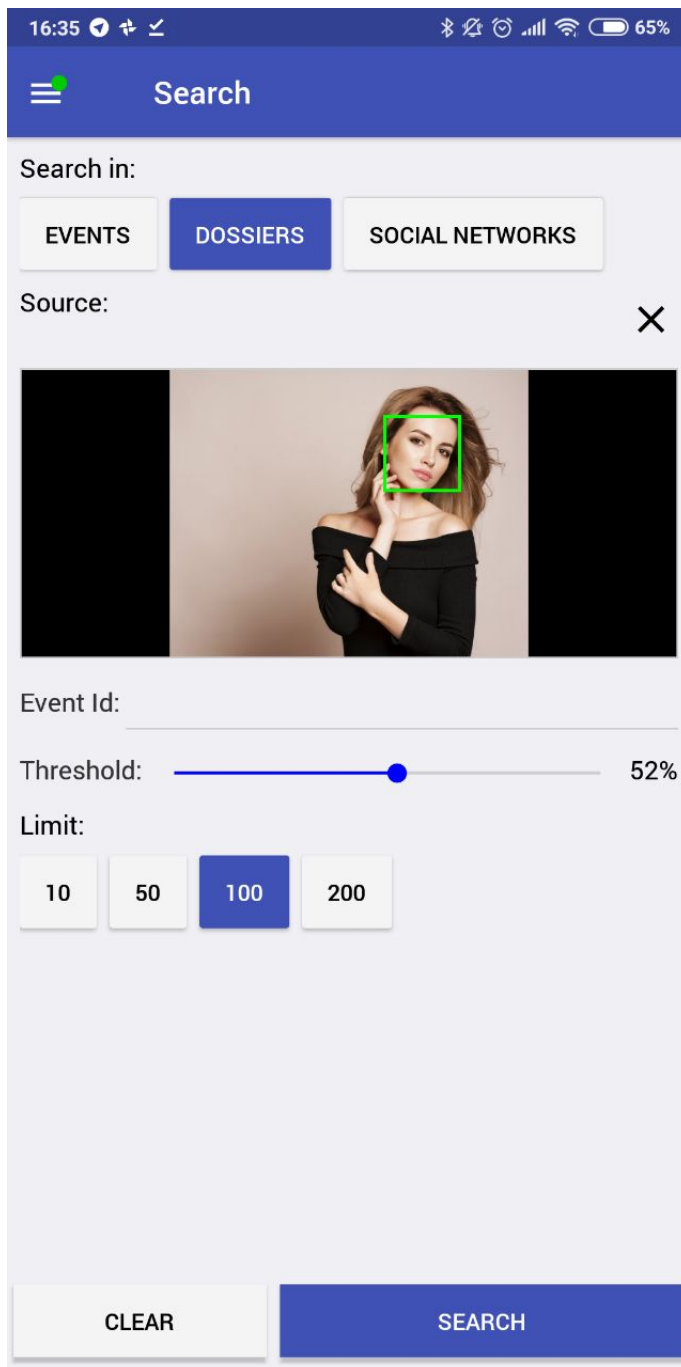 16:35 65%
Search
Search in:
EVENTS DOSSIERS SOCIAL NETWORKS
Source:
Event Id:
Threshold: 52%
Limit:
10 50 100 200
CLEAR SEARCH